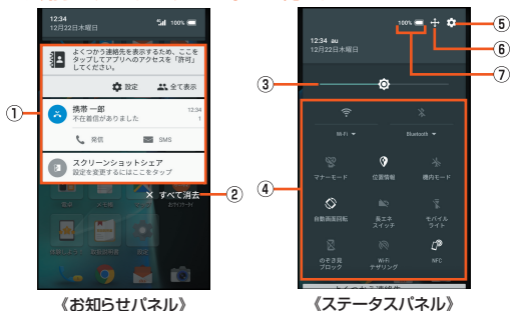 12:34
12月22日木曜日
100%
よくつかう連絡先を表示するため、ここを
タップしてアプリへのアクセスを「許可」
してください。
設定 全て表示
①
携帯 一郎 12:34
不在着信がありました 1
発信 SMS
スクリーンショットシェア
設定を変更するにはここをタップ
× すべて消去
②
《お知らせパネル》
100%
⑤
⑥
⑦
12:34 au
12月22日木曜日
③
④
Wi-Fi Bluetooth
マナーモード 位置情報 機内モード
自動画面回転 長エネ
スイッチ モバイル
ライト
のぞき見
ブロック Wi-Fi
テザリング NFC
《ステータスパネル》